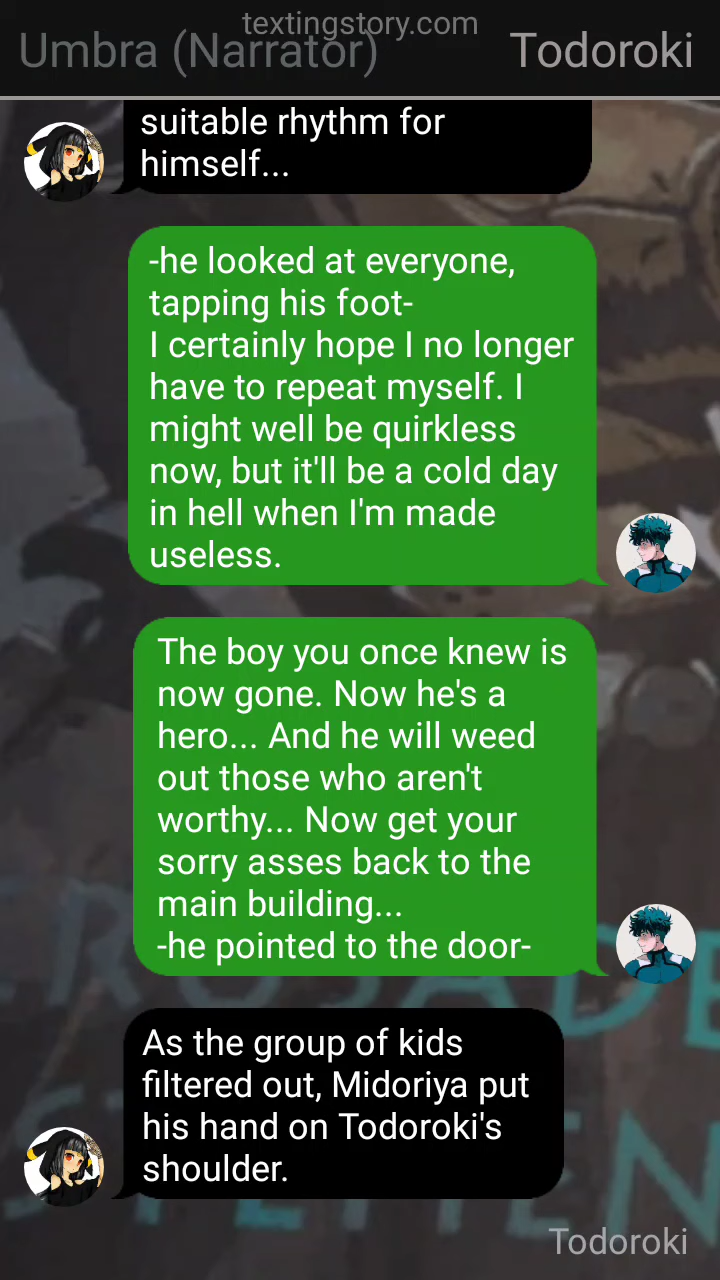 textingstory.com
Umbra (Narrator)
Todoroki
suitable rhythm for
himself...
-he looked at everyone,
tapping his foot-
I certainly hope I no longer
have to repeat myself. I
might well be quirkless
now, but it'll be a cold day
in hell when I'm made
useless.
The boy you once knew is
now gone. Now he's a
hero... And he will weed
out those who aren't
worthy... Now get your
sorry asses back to the
main building...
-he pointed to the door-
As the group of kids
filtered out, Midoriya put
his hand on Todoroki's
shoulder.
Todoroki